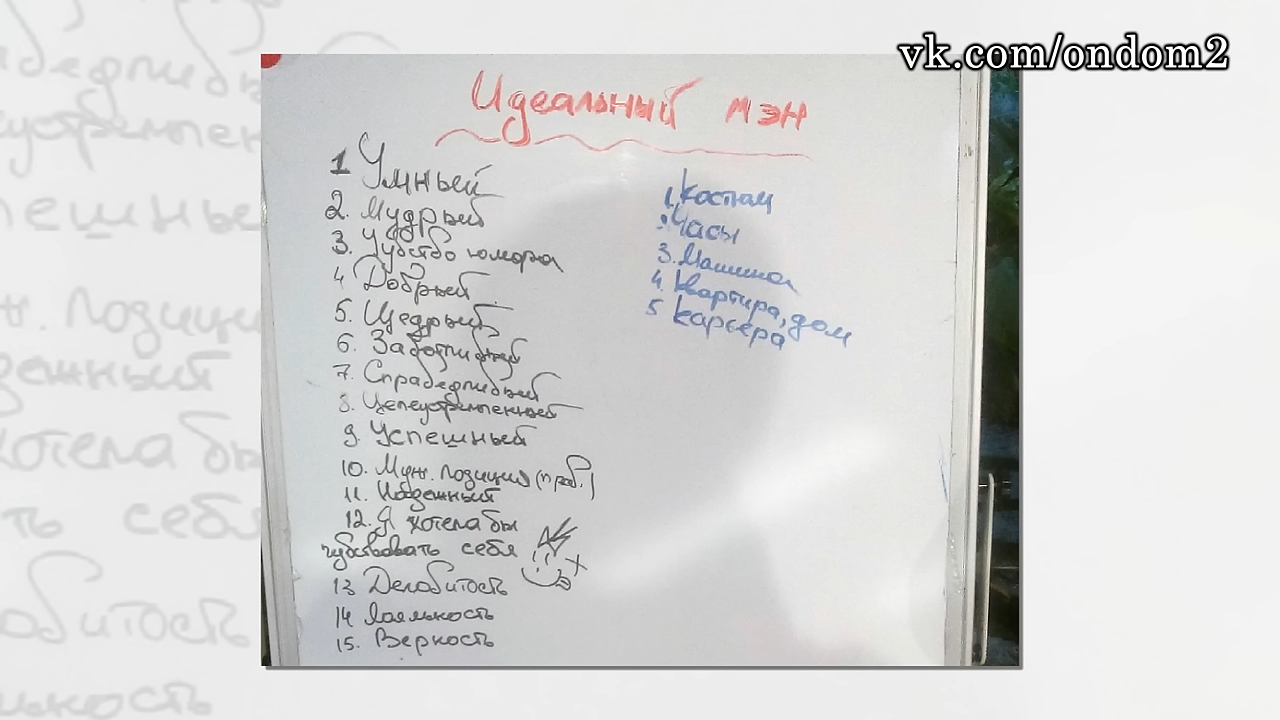 vk.com/ondom2
Идеальный мэн
1 Умный
2. Мудрый
3. Чувство юмора
4 Добрый
5. Щедрый
6. Заботливый
7. Справедливый
8. Целеустремленный
9. Успешный
10. Муж. позиция (прав.)
11. Надежный
12. Я хотела бы
чувствовать себя
13 Деловитость
14 Лояльность
15. Верность
1. Костюм
Часы
3. Машина
4. Квартира, дом
5 Карьера